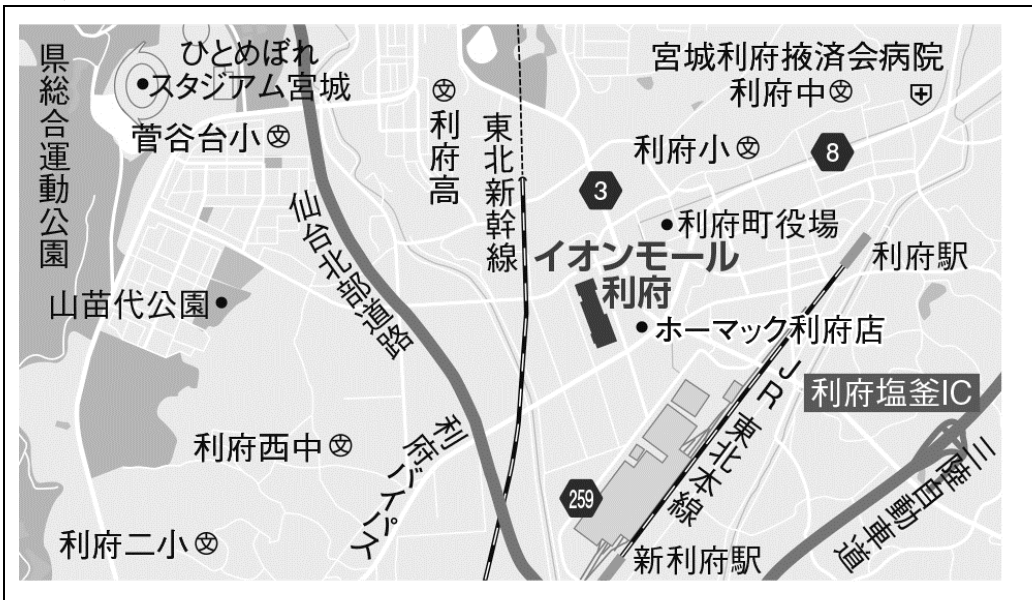 県総合運動公園
ひとめぼれ
スタジアム宮城
菅谷台小
利府高
東北新幹線
宮城利府掖済会病院
利府中
利府小
8
3
利府町役場
仙台北部道路
イオンモール
利府
利府駅
山苗代公園
ホーマック利府店
JR東北本線
利府塩釜IC
利府西中
利府バイパス
259
三陸自動車道
利府二小
新利府駅